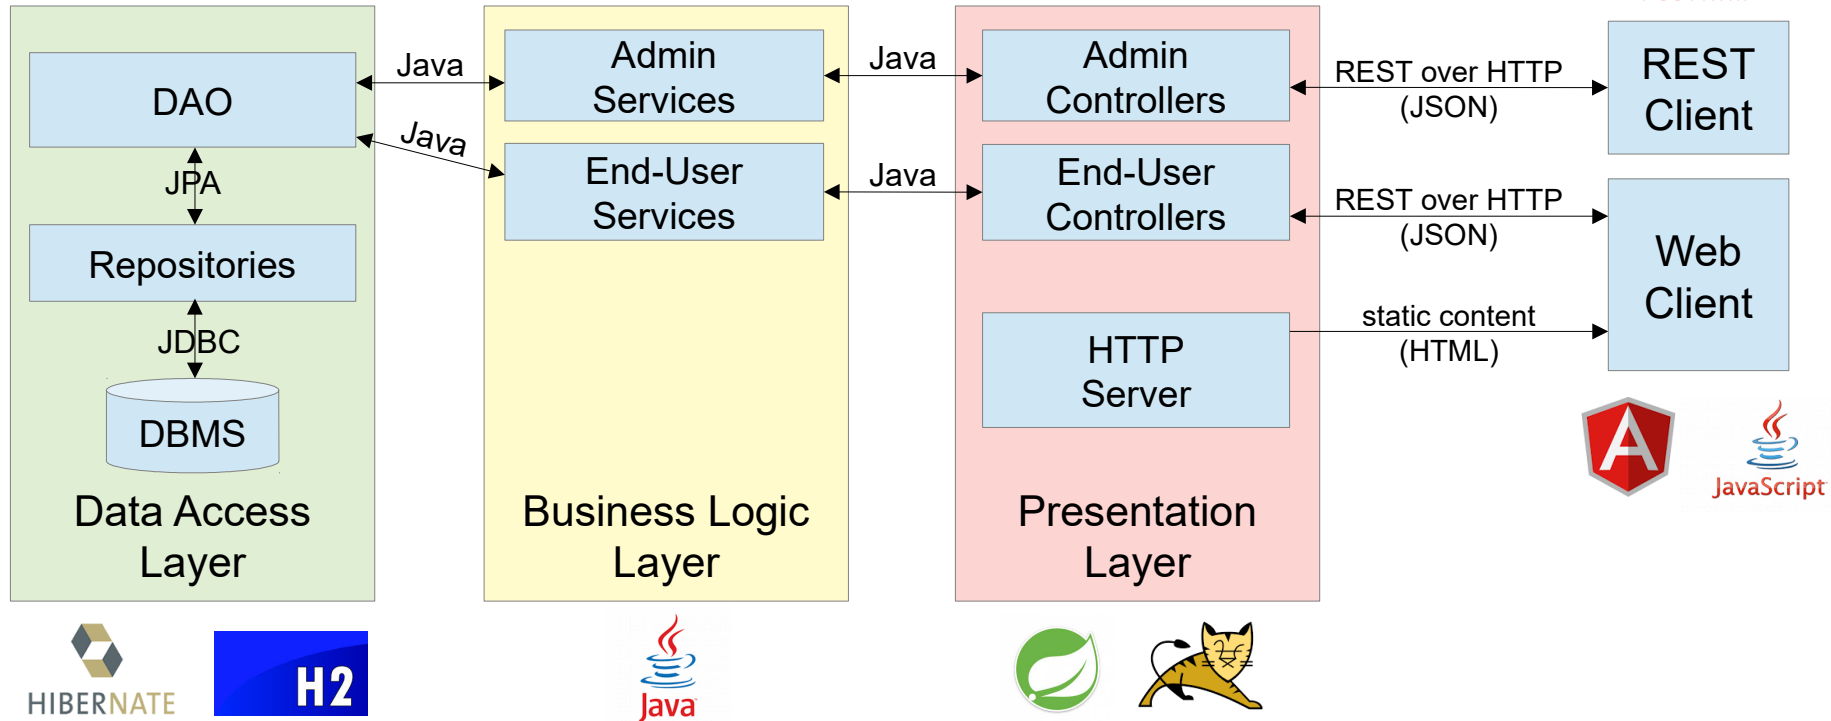 DAO
JPA
Repositories
JDBC
DBMS
Data Access
Layer
HIBERNATE
H2
Java
Java
Admin
Services
End-User
Services
Business Logic
Layer
Java
Java
Java
Admin
Controllers
End-User
Controllers
HTTP
Server
Presentation
Layer
REST over HTTP
(JSON)
REST over HTTP
(JSON)
static content
(HTML)
REST
Client
Web
Client
A
JavaScript